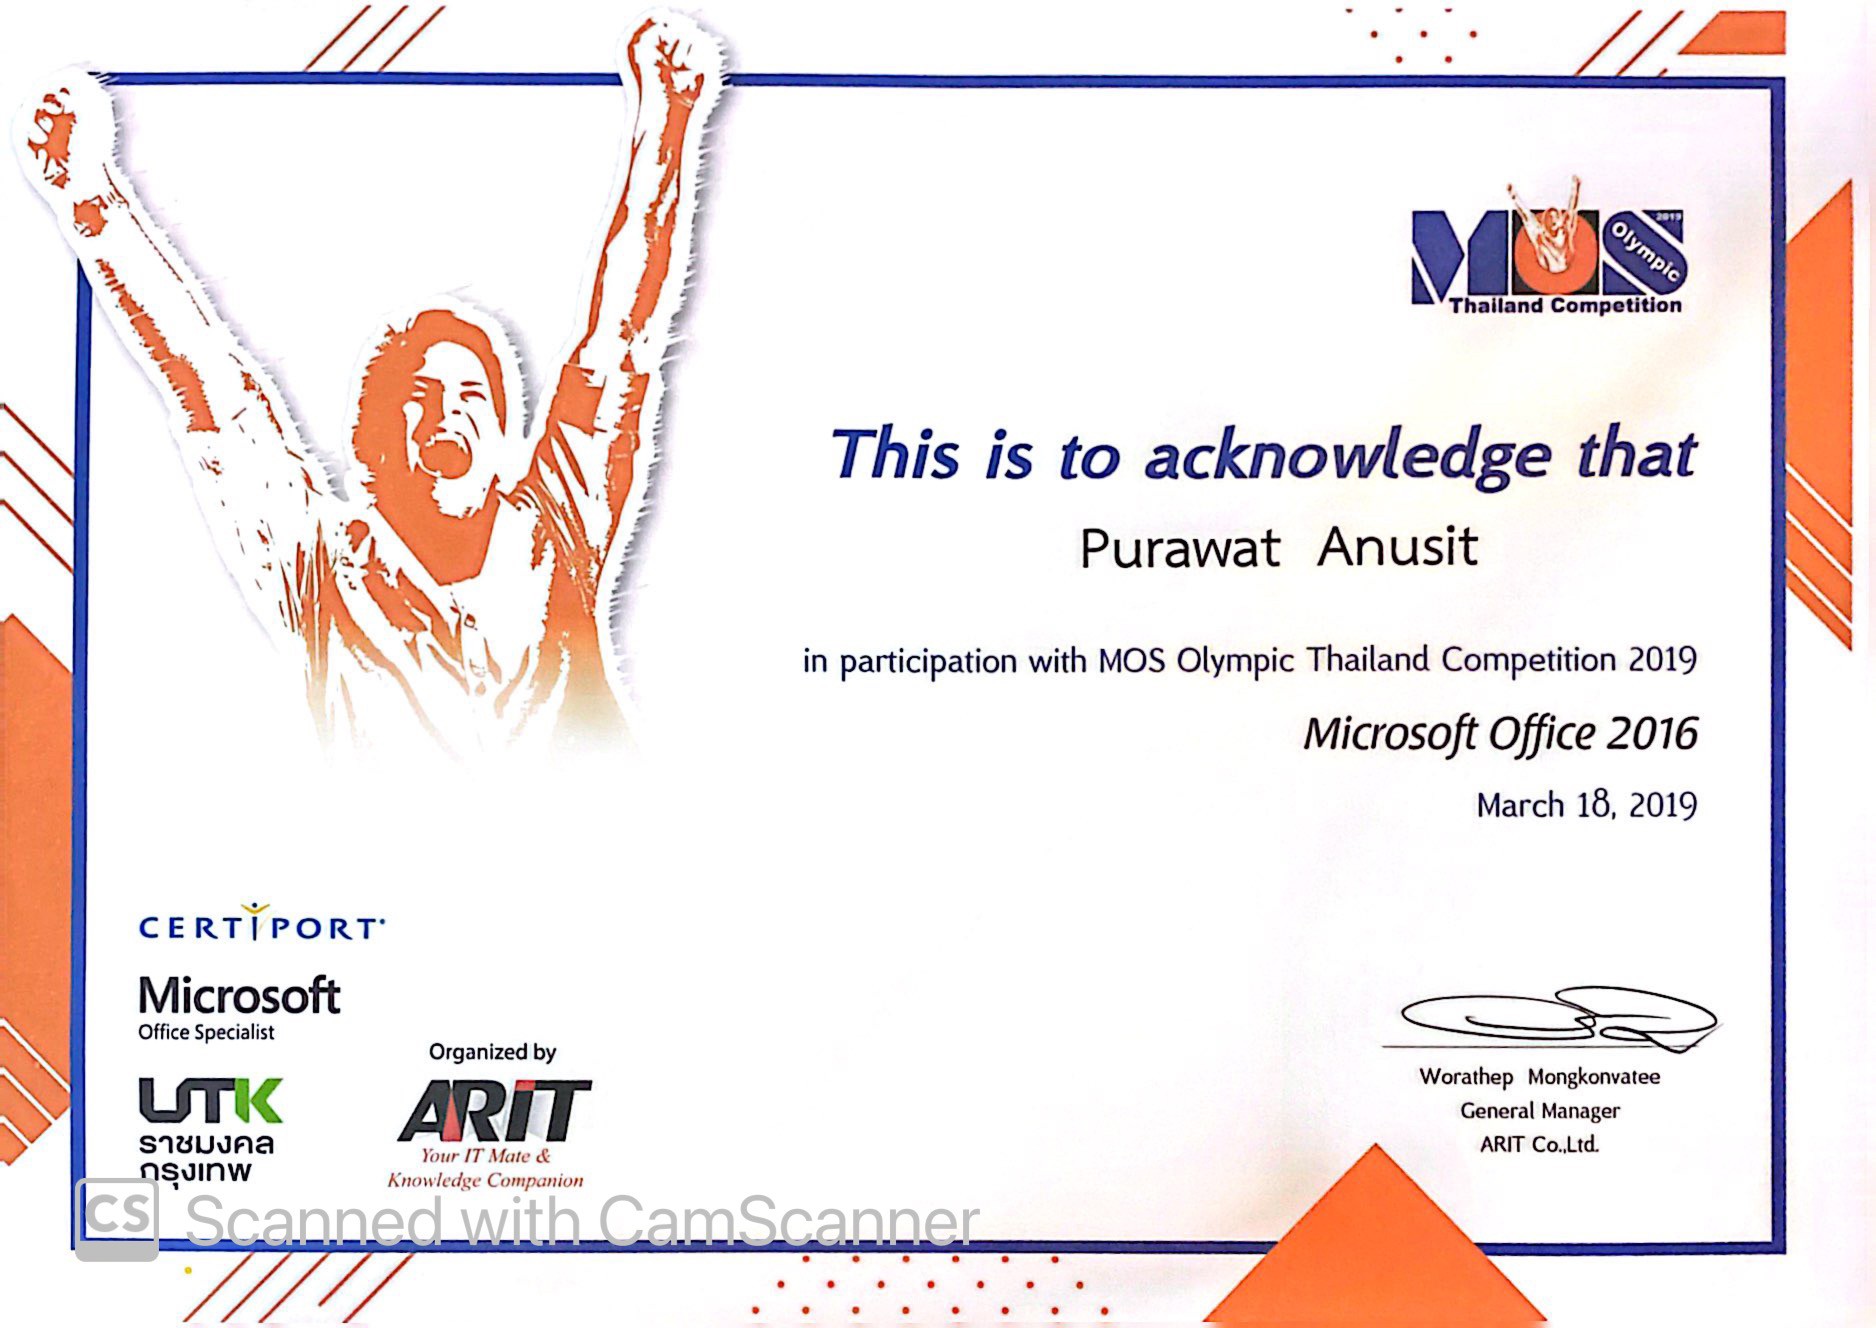 2019
MOS
Olympic
Thailand Competition
This is to acknowledge that
Purawat Anusit
in participation with MOS Olympic Thailand Competition 2019
Microsoft Office 2016
March 18, 2019
CERTIPORT
Microsoft
Office Specialist
UTK
ราชมงคล
กรุงเทพ
Organized by
ARiT
Your IT Mate &
Knowledge Companion
Worathep Mongkonvatee
General Manager
ARIT Co.,Ltd.
CS Scanned with CamScanner